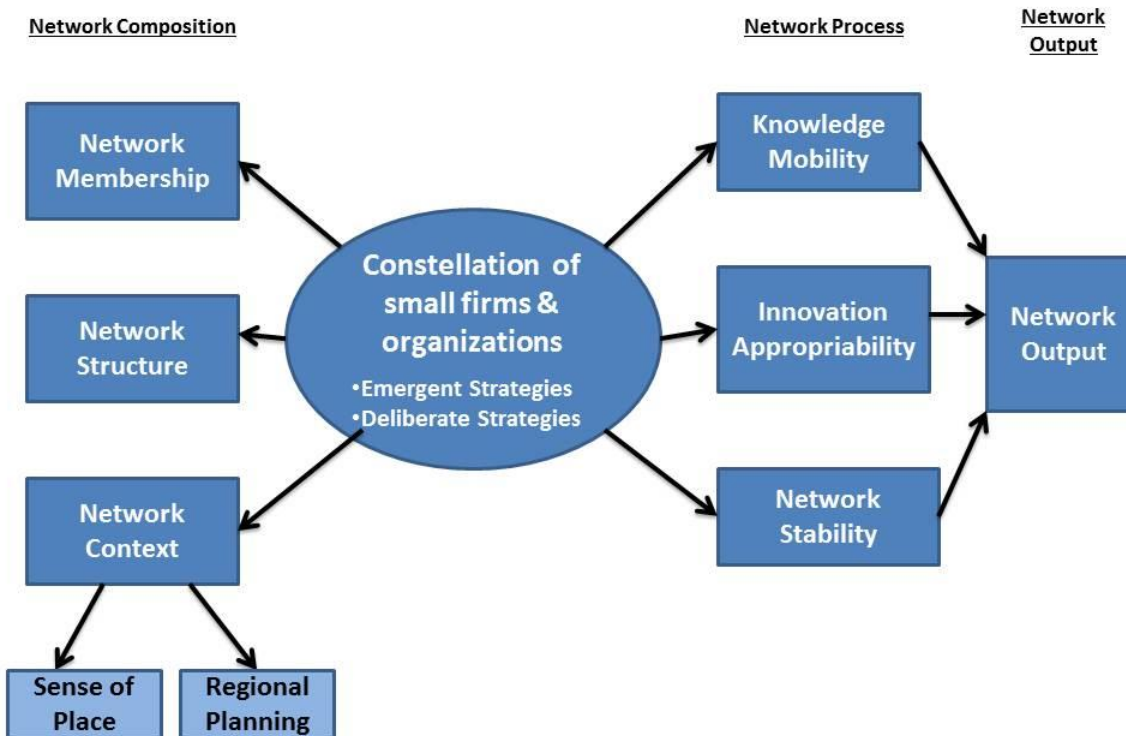 Network Composition
Network Process
Network
Output
Network
Membership
Network
Structure
Network
Context
Sense of
Place
Regional
Planning
Constellation of
small firms &
organizations
•Emergent Strategies
•Deliberate Strategies
Knowledge
Mobility
Innovation
Appropriability
Network
Stability
Network
Output